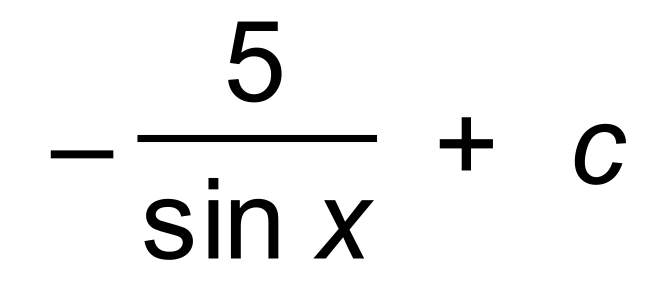 – 5/sin x + c